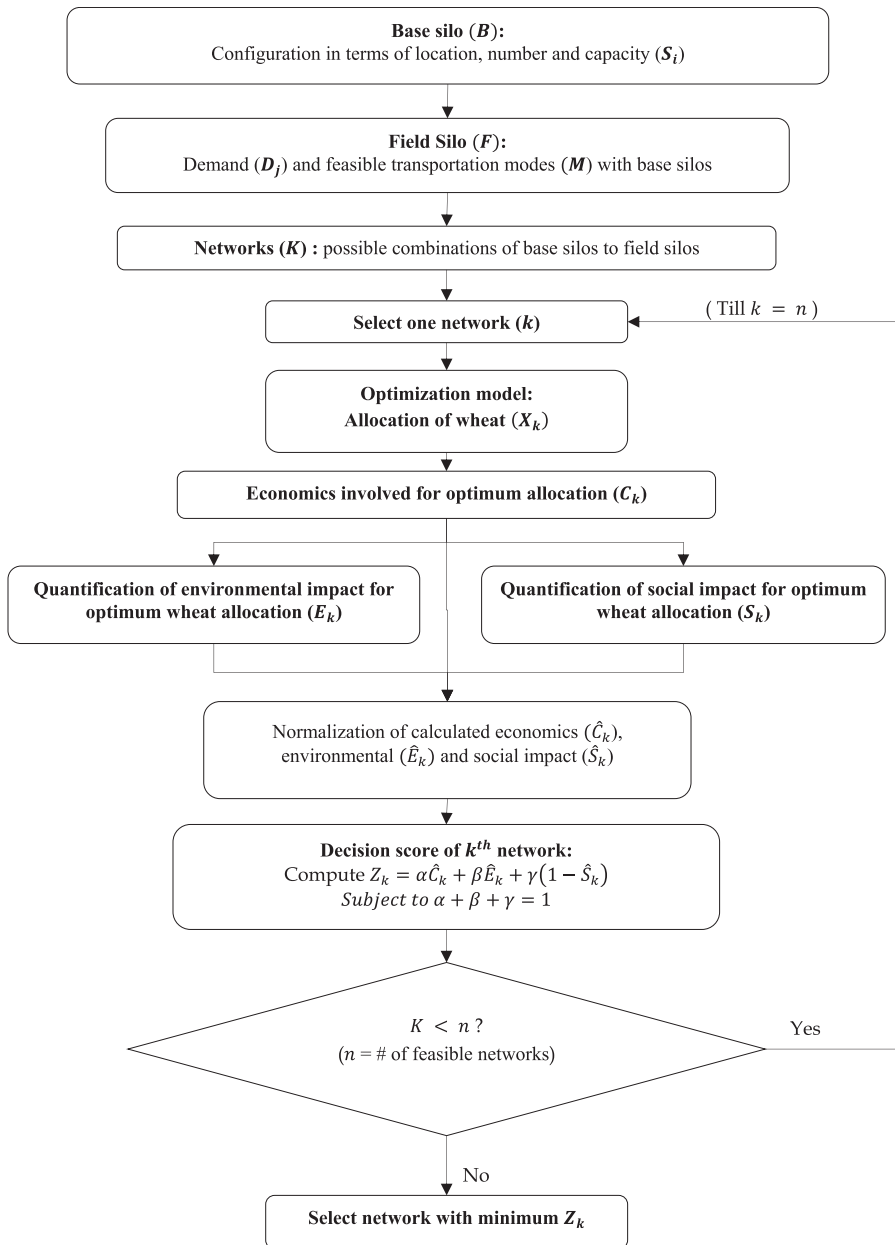 Base silo (B):
Configuration in terms of location, number and capacity (Sᵢ)
Field Silo (F):
Demand (Dⱼ) and feasible transportation modes (M) with base silos
Networks (K) : possible combinations of base silos to field silos
Select one network (k)
( Till k = n )
Optimization model:
Allocation of wheat (Xₖ)
Economics involved for optimum allocation (Cₖ)
Quantification of environmental impact for
optimum wheat allocation (Eₖ)
Quantification of social impact for optimum
wheat allocation (Sₖ)
Normalization of calculated economics (Ĉₖ),
environmental (Êₖ) and social impact (Ŝₖ)
Decision score of kᵗʰ network:
Compute Zₖ = αĈₖ + βÊₖ + γ(1 − Ŝₖ)
Subject to α + β + γ = 1
K < n ?
(n = # of feasible networks)
Yes
No
Select network with minimum Zₖ